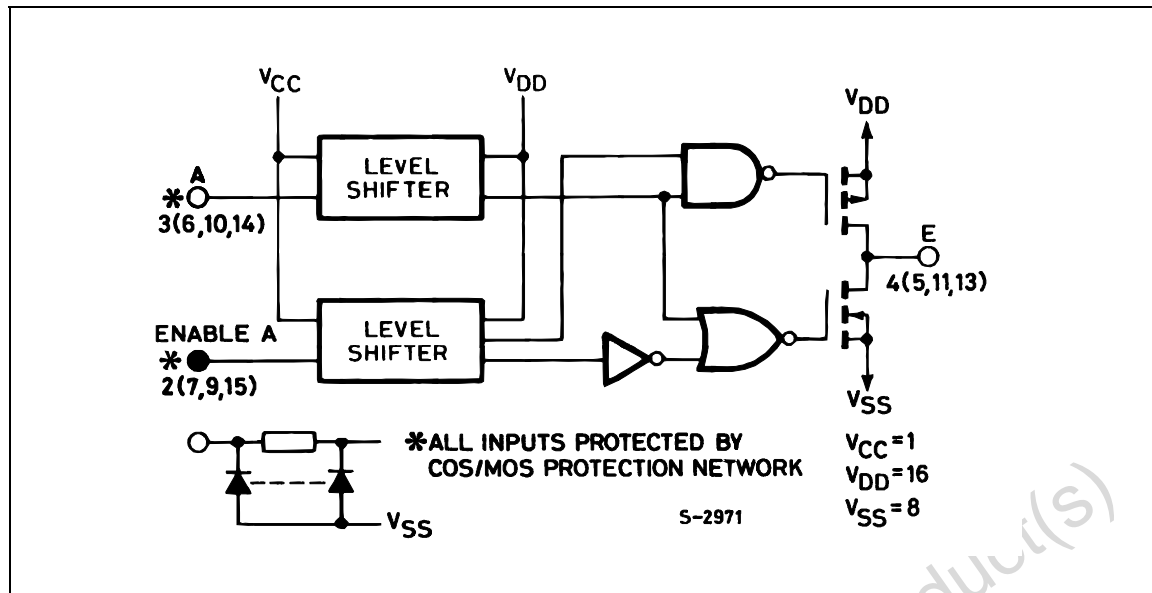 VCC
VDD
VDD
LEVEL
SHIFTER
A
*
3(6,10,14)
E
4(5,11,13)
ENABLE A
*
2(7,9,15)
LEVEL
SHIFTER
VSS
*ALL INPUTS PROTECTED BY
COS/MOS PROTECTION NETWORK
VSS
S-2971
VCC=1
VDD=16
VSS=8
duct(s)